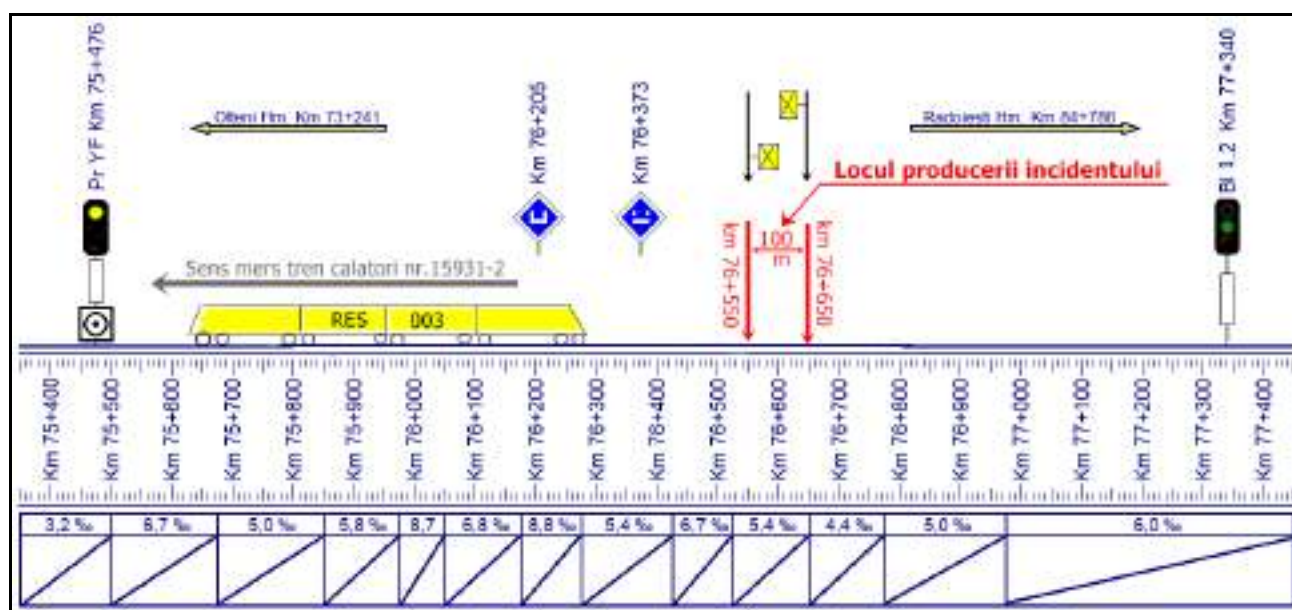 Pr YF Km 75+476
Olteni Hm Km 73+241
Km 76+205
Km 76+373
Radoiești Hm Km 84+780
Bl 1.2 Km 77+340
Locul producerii incidentului
Sens mers tren calatori nr.15931-2
RES 003
km 76+550
100 m
km 76+650
Km 75+400
Km 75+500
Km 75+600
Km 75+700
Km 75+800
Km 75+900
Km 76+000
Km 76+100
Km 76+200
Km 76+300
Km 76+400
Km 76+500
Km 76+600
Km 76+700
Km 76+800
Km 76+900
Km 77+000
Km 77+100
Km 77+200
Km 77+300
Km 77+400
3,2 ‰ 6,7 ‰ 5,0 ‰ 5,8 ‰ 8,7 6,8 ‰ 8,8 ‰ 5,4 ‰ 6,7 ‰ 5,4 ‰ 4,4 ‰ 5,0 ‰ 6,0 ‰